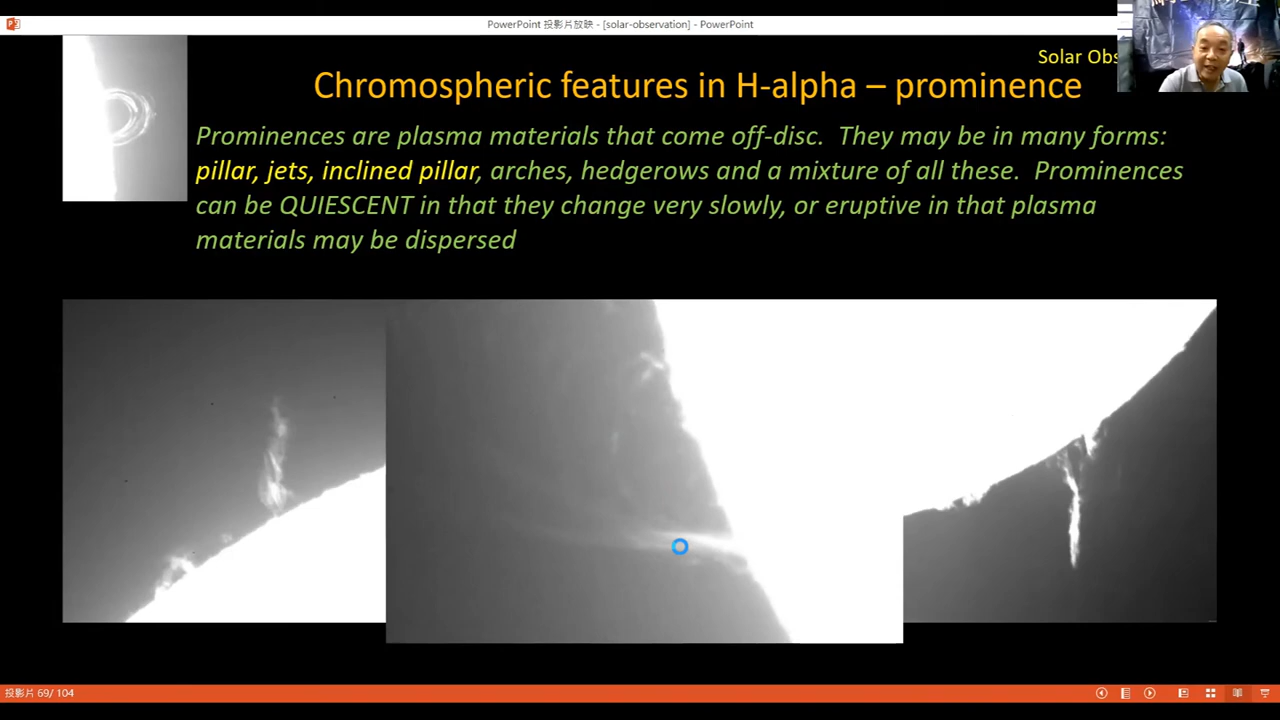 PowerPoint 投影片放映 - [solar-observation] - PowerPoint
Solar Obs
Chromospheric features in H-alpha – prominence
Prominences are plasma materials that come off-disc. They may be in many forms:
pillar, jets, inclined pillar, arches, hedgerows and a mixture of all these. Prominences
can be QUIESCENT in that they change very slowly, or eruptive in that plasma
materials may be dispersed
投影片 69/ 104